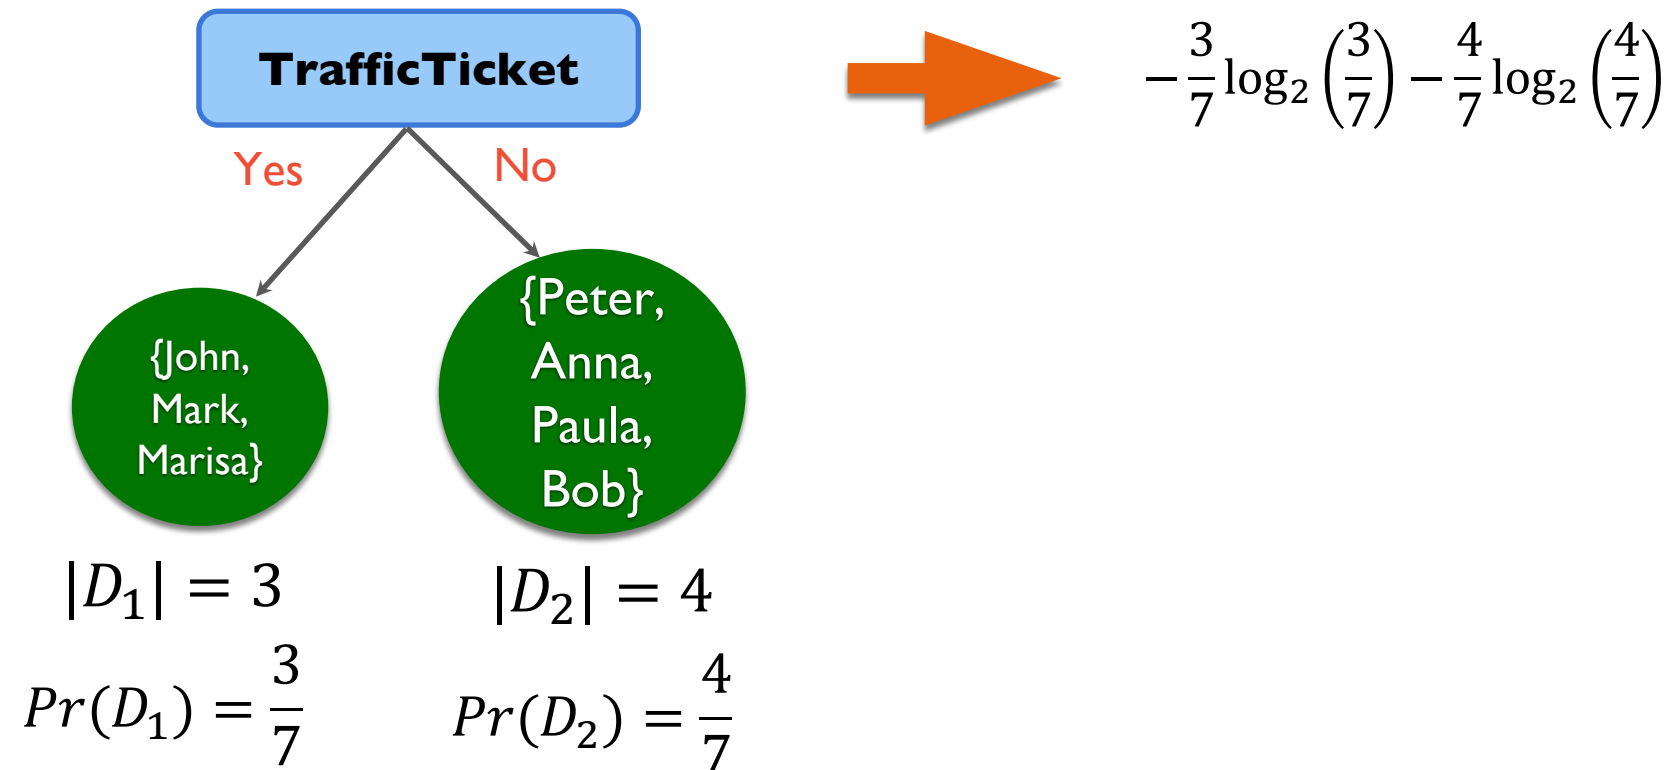 TrafficTicket
Yes
No
{John,
Mark,
Marisa}
{Peter,
Anna,
Paula,
Bob}
|D₁| = 3
|D₂| = 4
Pr(D₁) = 3/7
Pr(D₂) = 4/7
−3/7 log₂(3/7) − 4/7 log₂(4/7)